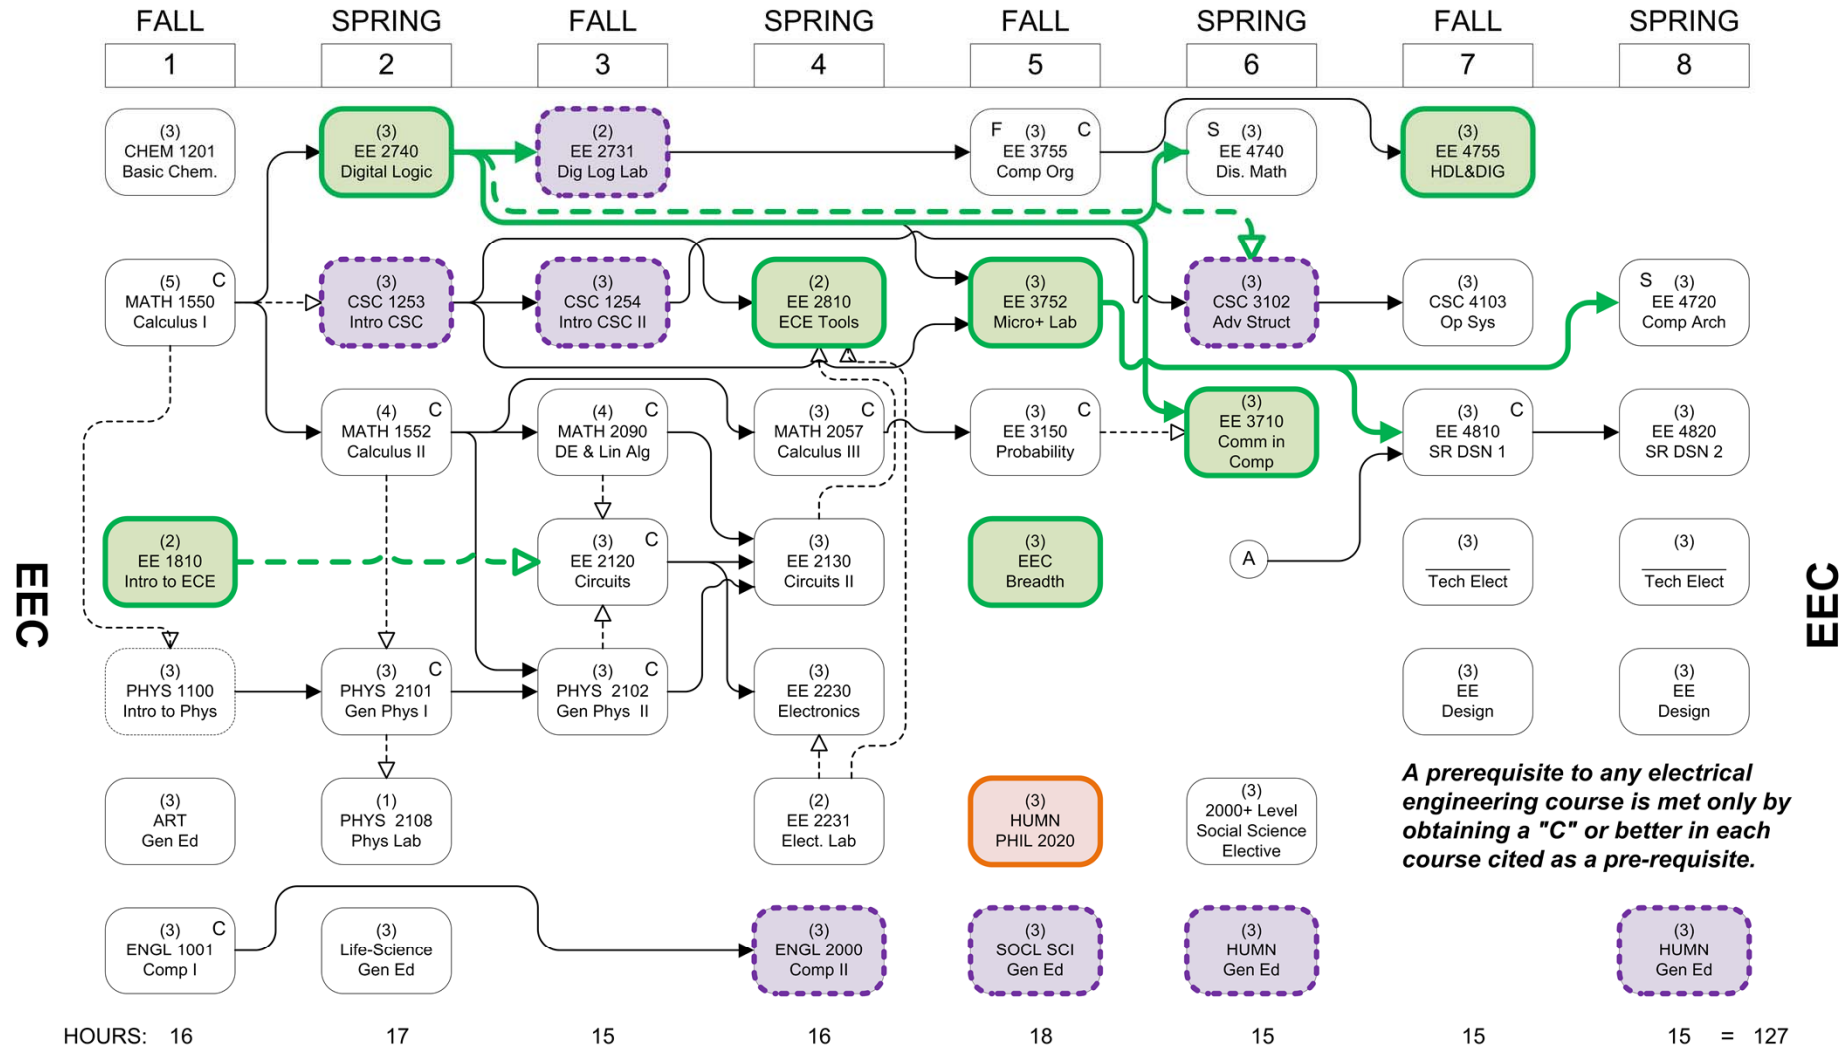 FALL SPRING FALL SPRING FALL SPRING FALL SPRING
1 2 3 4 5 6 7 8
(3)
CHEM 1201
Basic Chem.
(3)
EE 2740
Digital Logic
(2)
EE 2731
Dig Log Lab
F (3) C
EE 3755
Comp Org
S (3)
EE 4740
Dis. Math
(3)
EE 4755
HDL&DIG
(5) C
MATH 1550
Calculus I
(3)
CSC 1253
Intro CSC
(3)
CSC 1254
Intro CSC II
(2)
EE 2810
ECE Tools
(3)
EE 3752
Micro+ Lab
(3)
CSC 3102
Adv Struct
(3)
CSC 4103
Op Sys
S (3)
EE 4720
Comp Arch
(4) C
MATH 1552
Calculus II
(4) C
MATH 2090
DE & Lin Alg
(3) C
MATH 2057
Calculus III
(3) C
EE 3150
Probability
(3)
EE 3710
Comm in
Comp
(3) C
EE 4810
SR DSN 1
(3)
EE 4820
SR DSN 2
EEC
(2)
EE 1810
Intro to ECE
(3) C
EE 2120
Circuits
(3)
EE 2130
Circuits II
(3)
EEC
Breadth
A
(3)
Tech Elect
(3)
Tech Elect
EEC
(3)
PHYS 1100
Intro to Phys
(3) C
PHYS 2101
Gen Phys I
(3) C
PHYS 2102
Gen Phys II
(3)
EE 2230
Electronics
(3)
EE
Design
(3)
EE
Design
(3)
ART
Gen Ed
(1)
PHYS 2108
Phys Lab
(2)
EE 2231
Elect. Lab
(3)
HUMN
PHIL 2020
(3)
2000+ Level
Social Science
Elective
A prerequisite to any electrical
engineering course is met only by
obtaining a "C" or better in each
course cited as a pre-requisite.
(3) C
ENGL 1001
Comp I
(3)
Life-Science
Gen Ed
(3)
ENGL 2000
Comp II
(3)
SOCL SCI
Gen Ed
(3)
HUMN
Gen Ed
(3)
HUMN
Gen Ed
HOURS: 16 17 15 16 18 15 15 15 = 127